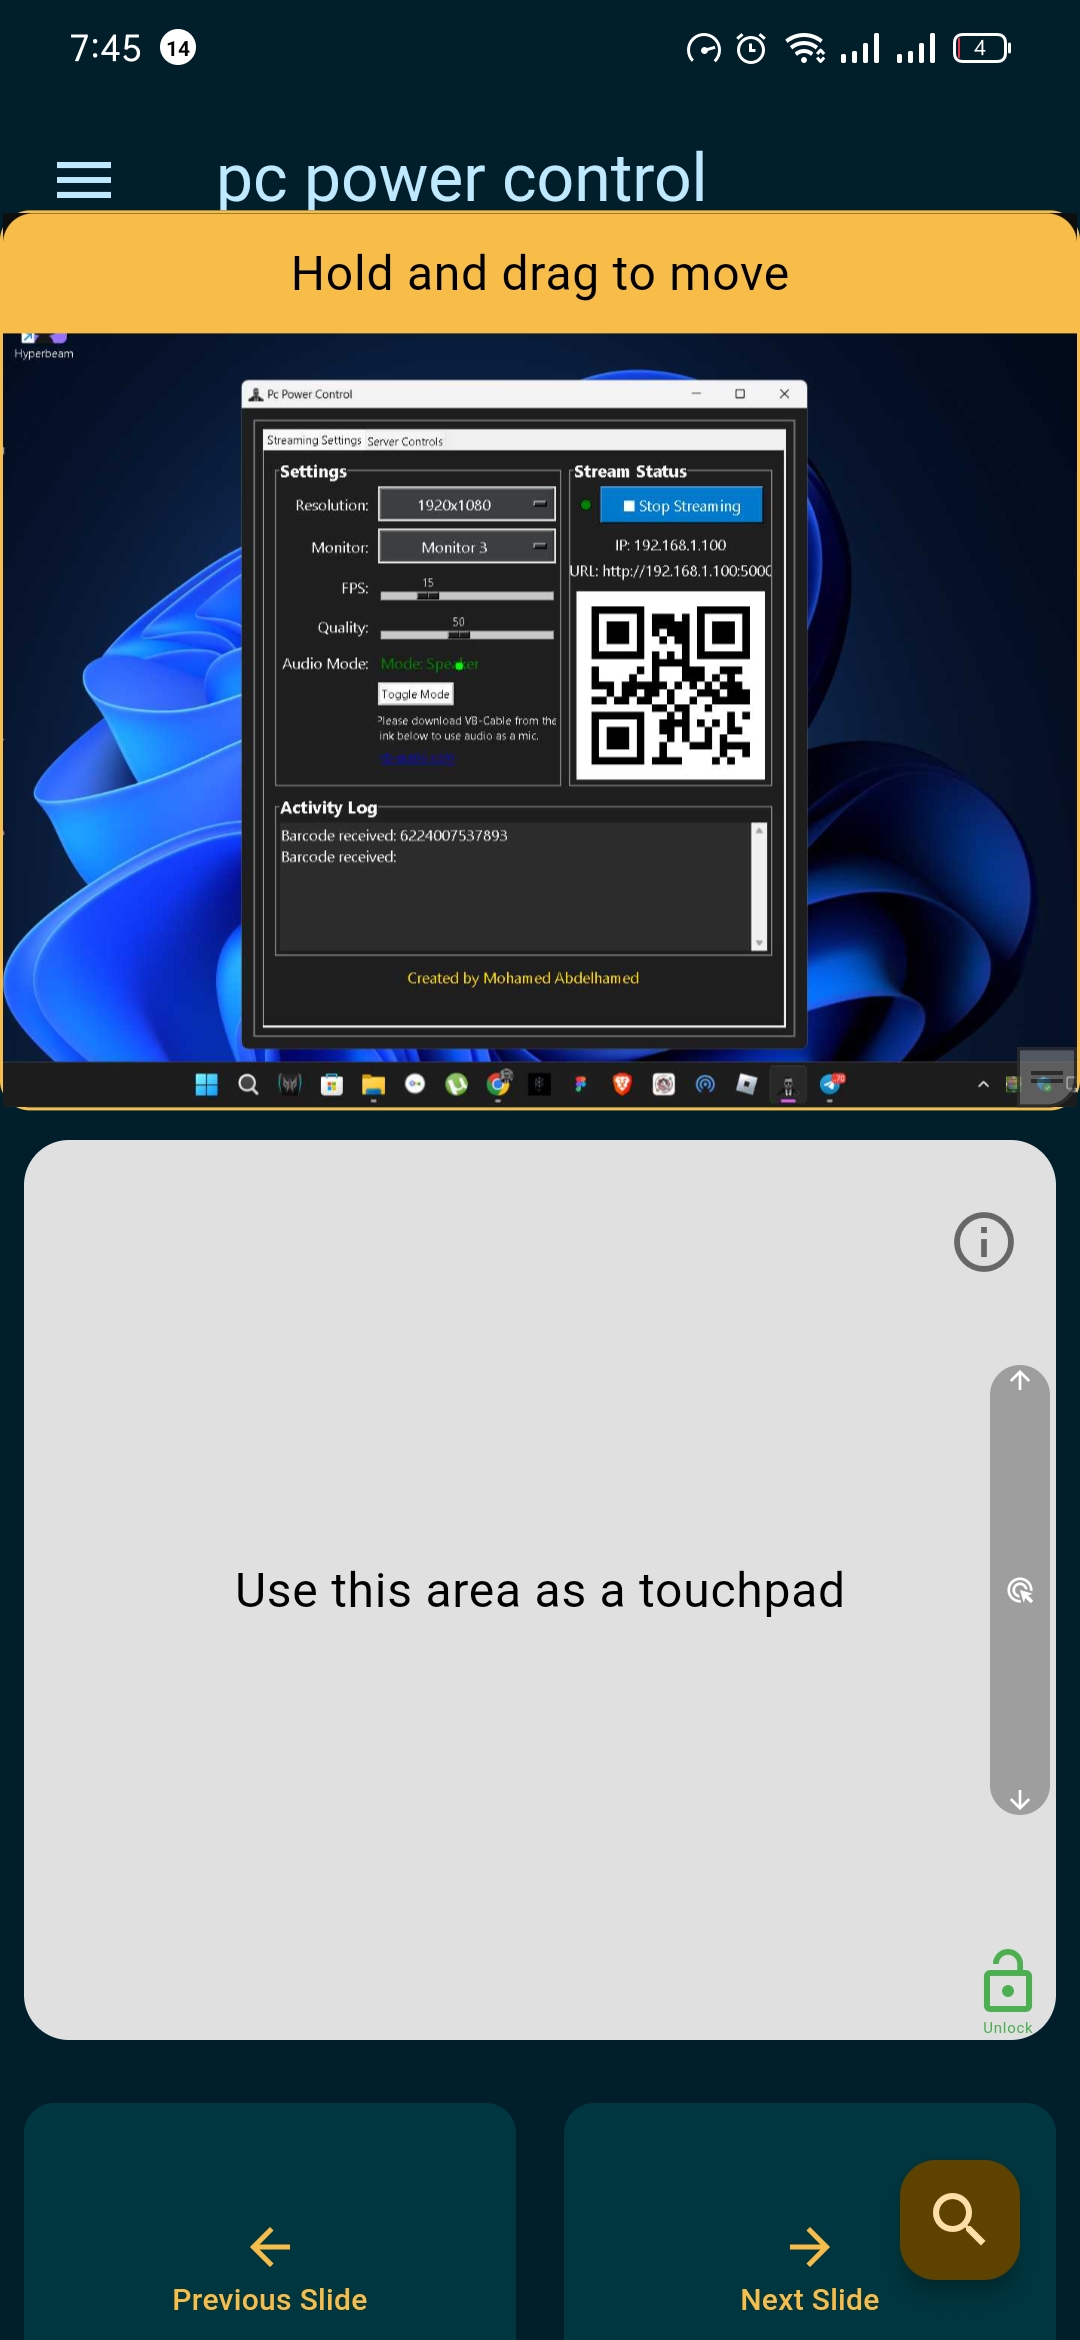 7:45 14 4
pc power control
Hold and drag to move
Hyperbeam
Pc Power Control
Streaming Settings Server Controls
Settings
Resolution: 1920x1080
Monitor: Monitor 3
FPS: 15
Quality: 50
Audio Mode: Mode: Speaker
Toggle Mode
Please download VB-Cable from the
ink below to use audio as a mic.
Stream Status
Stop Streaming
IP: 192.168.1.100
URL: http://192.168.1.100:5000
Activity Log
Barcode received: 6224007537893
Barcode received:
Created by Mohamed Abdelhamed
Use this area as a touchpad
Unlock
Previous Slide
Next Slide